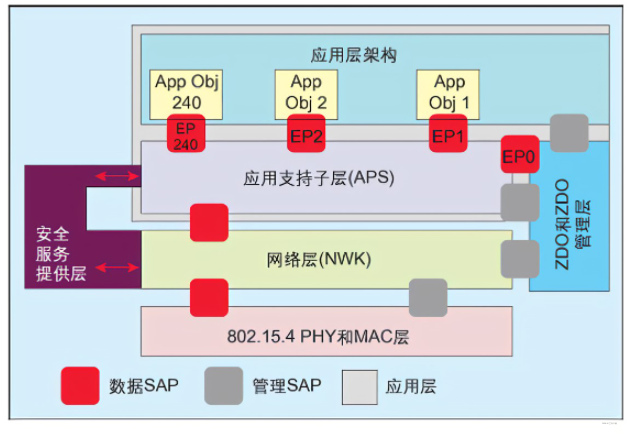 应用层架构
App Obj
240
App
Obj 2
App
Obj 1
EP
240
EP2
EP1
EP0
应用支持子层(APS)
ZDO和ZDO
管理层
安全
服务
提供层
网络层(NWK)
802.15.4 PHY和MAC层
数据SAP
管理SAP
应用层